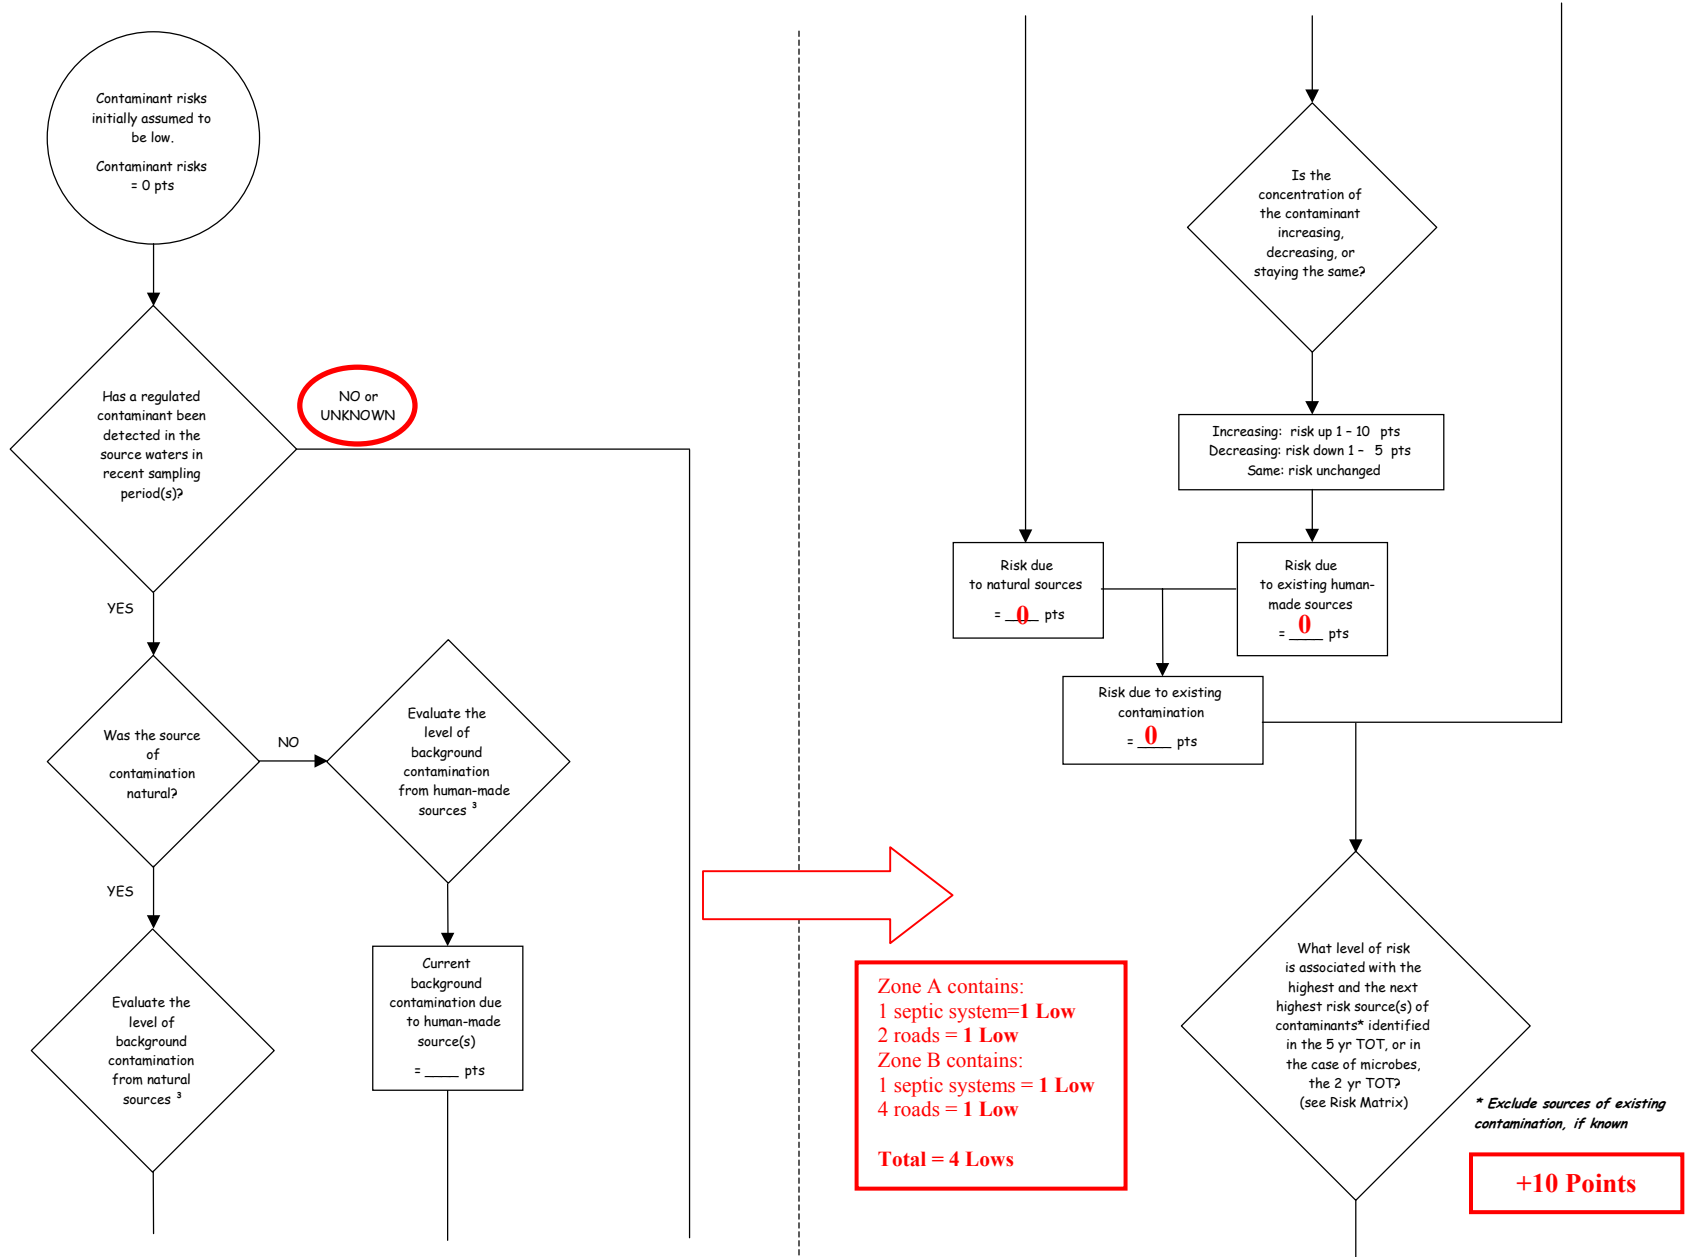 Contaminant risks
initially assumed to
be low.
Contaminant risks
= 0 pts
Has a regulated
contaminant been
detected in the
source waters in
recent sampling
period(s)?
NO or
UNKNOWN
YES
Was the source
of
contamination
natural?
NO
Evaluate the
level of
background
contamination
from human-made
sources ³
YES
Evaluate the
level of
background
contamination
from natural
sources ³
Current
background
contamination due
to human-made
source(s)
= ____ pts
Is the
concentration of
the contaminant
increasing,
decreasing, or
staying the same?
Increasing: risk up 1 – 10 pts
Decreasing: risk down 1 – 5 pts
Same: risk unchanged
Risk due
to natural sources
= __0__ pts
Risk due
to existing human-
made sources
= __0__ pts
Risk due to existing
contamination
= __0__ pts
Zone A contains:
1 septic system=1 Low
2 roads = 1 Low
Zone B contains:
1 septic systems = 1 Low
4 roads = 1 Low
Total = 4 Lows
What level of risk
is associated with the
highest and the next
highest risk source(s) of
contaminants* identified
in the 5 yr TOT, or in
the case of microbes,
the 2 yr TOT?
(see Risk Matrix)
* Exclude sources of existing
contamination, if known
+10 Points